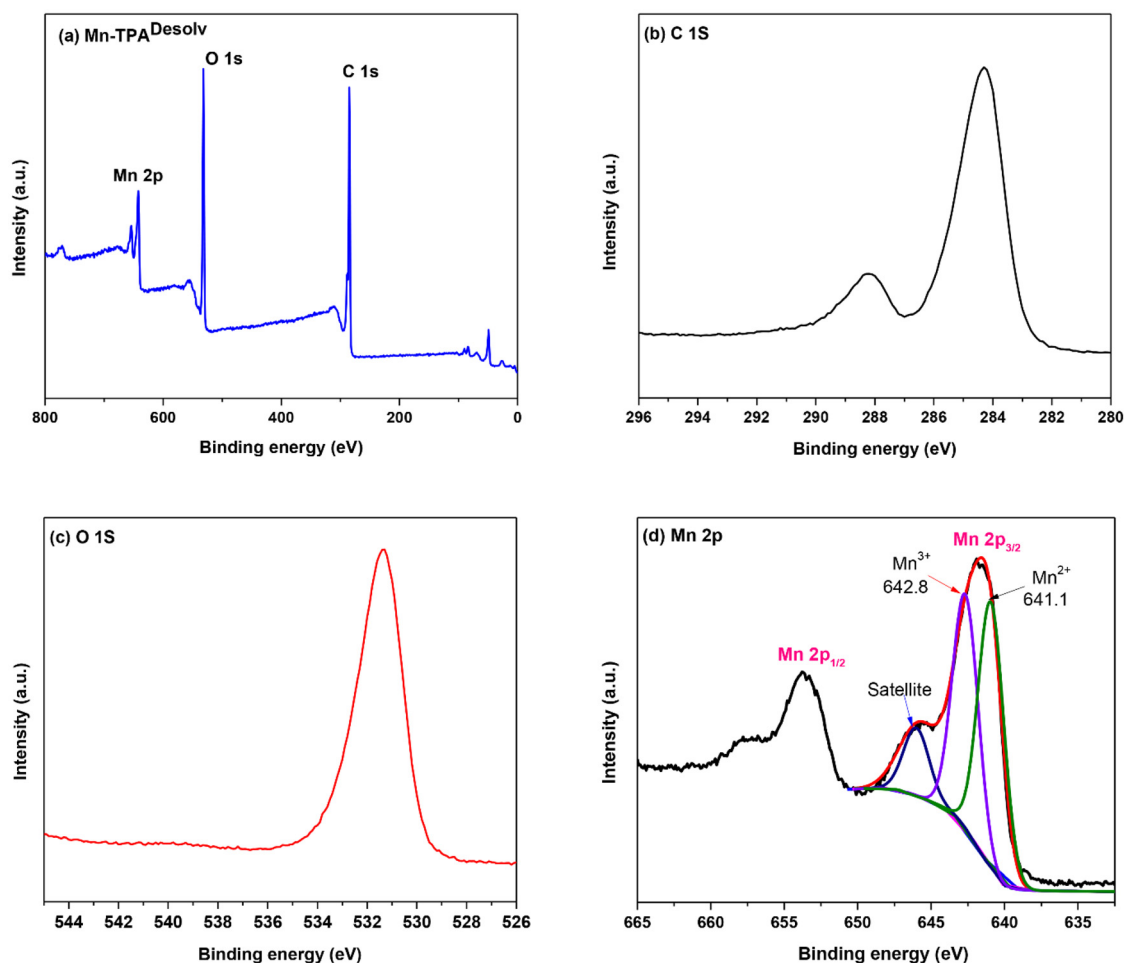 (a) Mn-TPADesolv
O 1s
C 1s
Mn 2p
Intensity (a.u.)
800 600 400 200 0
Binding energy (eV)
(b) C 1S
Intensity (a.u.)
296 294 292 290 288 286 284 282 280
Binding energy (eV)
(c) O 1S
Intensity (a.u.)
544 542 540 538 536 534 532 530 528 526
Binding energy (eV)
(d) Mn 2p
Mn 2p3/2
Mn3+
642.8
Mn2+
641.1
Mn 2p1/2
Satellite
Intensity (a.u.)
665 660 655 650 645 640 635
Binding energy (eV)